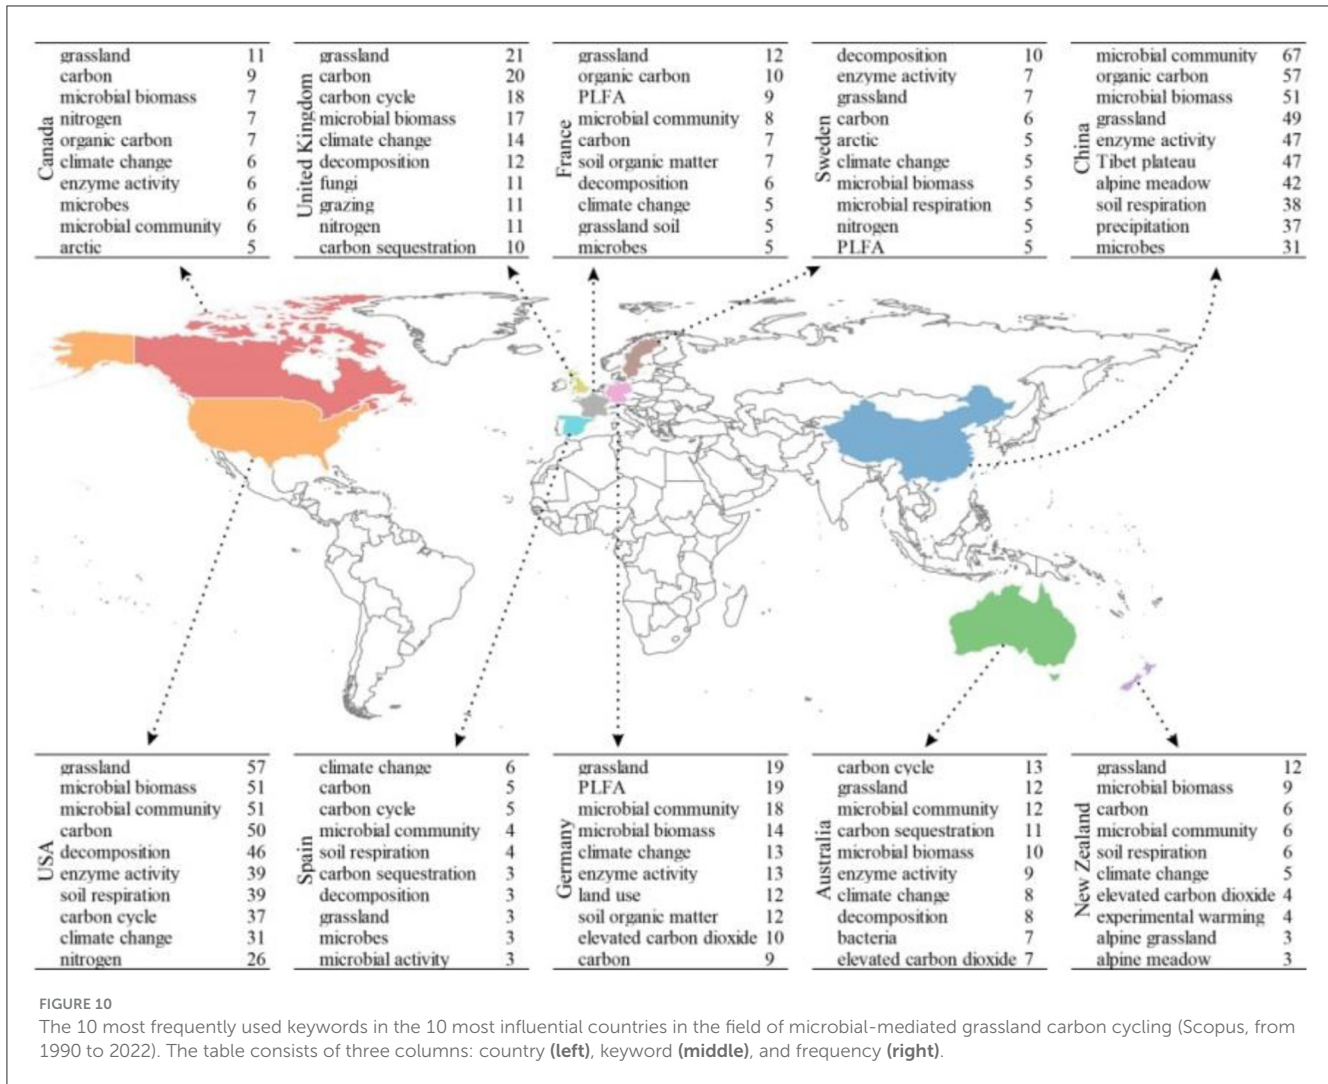 Canada
grassland 11
carbon 9
microbial biomass 7
nitrogen 7
organic carbon 7
climate change 6
enzyme activity 6
microbes 6
microbial community 6
arctic 5
United Kingdom
grassland 21
carbon 20
carbon cycle 18
microbial biomass 17
climate change 14
decomposition 12
fungi 11
grazing 11
nitrogen 11
carbon sequestration 10
France
grassland 12
organic carbon 10
PLFA 9
microbial community 8
carbon 7
soil organic matter 7
decomposition 6
climate change 5
grassland soil 5
microbes 5
Sweden
decomposition 10
enzyme activity 7
grassland 7
carbon 6
arctic 5
climate change 5
microbial biomass 5
microbial respiration 5
nitrogen 5
PLFA 5
China
microbial community 67
organic carbon 57
microbial biomass 51
grassland 49
enzyme activity 47
Tibet plateau 47
alpine meadow 42
soil respiration 38
precipitation 37
microbes 31
USA
grassland 57
microbial biomass 51
microbial community 51
carbon 50
decomposition 46
enzyme activity 39
soil respiration 39
carbon cycle 37
climate change 31
nitrogen 26
Spain
climate change 6
carbon 5
carbon cycle 5
microbial community 4
soil respiration 4
carbon sequestration 3
decomposition 3
grassland 3
microbes 3
microbial activity 3
Germany
grassland 19
PLFA 19
microbial community 18
microbial biomass 14
climate change 13
enzyme activity 13
land use 12
soil organic matter 12
elevated carbon dioxide 10
carbon 9
Australia
carbon cycle 13
grassland 12
microbial community 12
carbon sequestration 11
microbial biomass 10
enzyme activity 9
climate change 8
decomposition 8
bacteria 7
elevated carbon dioxide 7
New Zealand
grassland 12
microbial biomass 9
carbon 6
microbial community 6
soil respiration 6
climate change 5
elevated carbon dioxide 4
experimental warming 4
alpine grassland 3
alpine meadow 3
FIGURE 10
The 10 most frequently used keywords in the 10 most influential countries in the field of microbial-mediated grassland carbon cycling (Scopus, from
1990 to 2022). The table consists of three columns: country (left), keyword (middle), and frequency (right).